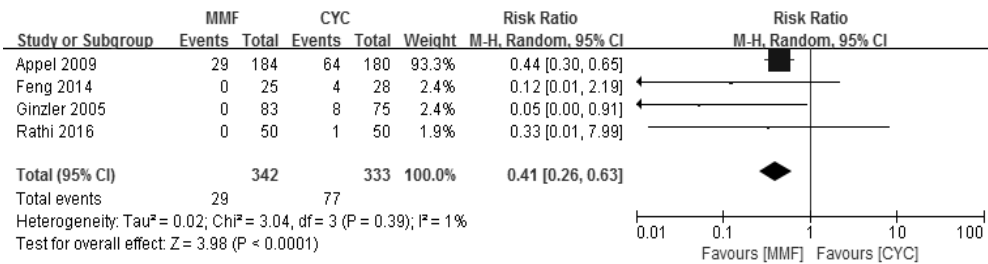 MMF CYC Risk Ratio Risk Ratio
Study or Subgroup Events Total Events Total Weight M-H, Random, 95% CI M-H, Random, 95% CI
Appel 2009 29 184 64 180 93.3% 0.44 [0.30, 0.65]
Feng 2014 0 25 4 28 2.4% 0.12 [0.01, 2.19]
Ginzler 2005 0 83 8 75 2.4% 0.05 [0.00, 0.91]
Rathi 2016 0 50 1 50 1.9% 0.33 [0.01, 7.99]
Total (95% CI) 342 333 100.0% 0.41 [0.26, 0.63]
Total events 29 77
Heterogeneity: Tau² = 0.02; Chi² = 3.04, df = 3 (P = 0.39); I² = 1%
Test for overall effect: Z = 3.98 (P < 0.0001)
0.01 0.1 1 10 100
Favours [MMF] Favours [CYC]